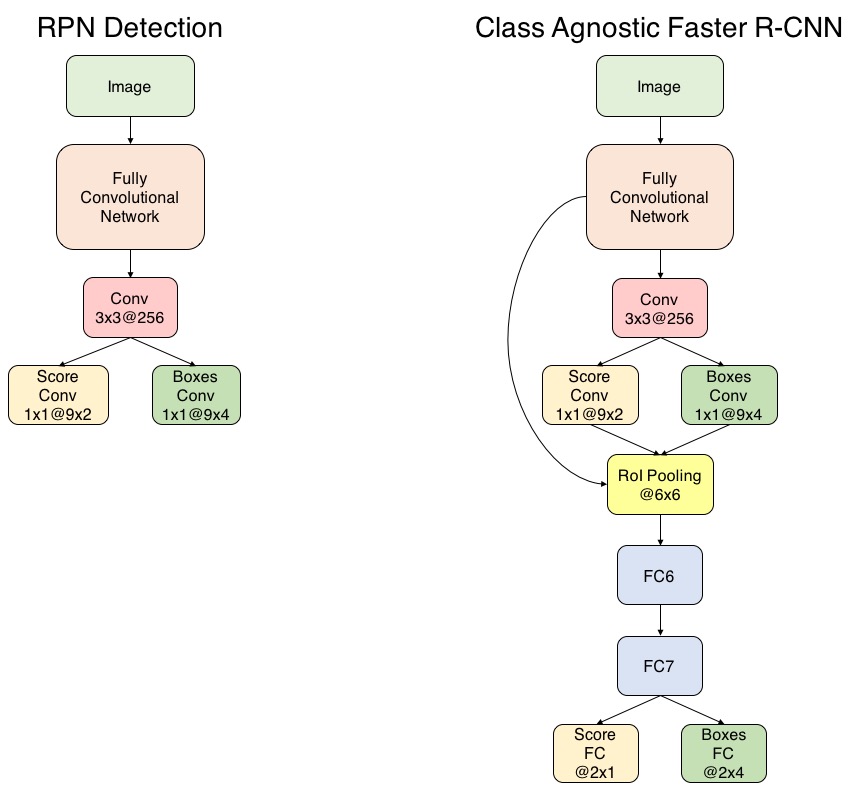 RPN Detection
Image
Fully
Convolutional
Network
Conv
3x3@256
Score
Conv
1x1@9x2
Boxes
Conv
1x1@9x4
Class Agnostic Faster R-CNN
Image
Fully
Convolutional
Network
Conv
3x3@256
Score
Conv
1x1@9x2
Boxes
Conv
1x1@9x4
RoI Pooling
@6x6
FC6
FC7
Score
FC
@2x1
Boxes
FC
@2x4